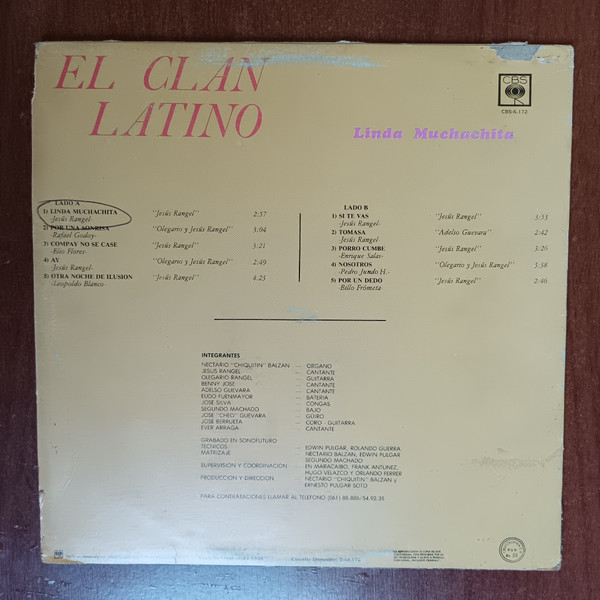 EL CLAN
LATINO
CBS
CBS-6.172
Linda Muchachita
LADO A
1) LINDA MUCHACHITA "Jesús Rangel" 2:57
-Jesús Rangel-
2) POR UNA SONRISA "Olegario y Jesús Rangel" 3:04
-Rafael Godoy-
3) COMPAY NO SE CASE "Jesús Rangel" 3:21
-Elio Flores-
4) AY "Olegario y Jesús Rangel" 2:49
-Jesús Rangel-
5) OTRA NOCHE DE ILUSION "Jesús Rangel" 4:23
-Leopoldo Blanco-
LADO B
1) SI TE VAS "Jesús Rangel" 3:33
-Jesús Rangel-
2) TOMASA "Adelso Guevara" 2:42
-Jesús Rangel
3) PORRO CUMBE "Jesús Rangel" 3:26
-Enrique Salas-
4) NOSOTROS "Olegario y Jesús Rangel" 3:38
-Pedro Jundo H.-
5) POR UN DEDO "Jesús Rangel" 2:46
-Billo Frómeta-
INTEGRANTES
NECTARIO "CHIQUITIN" BALZAN — ORGANO
JESUS RANGEL — CANTANTE
OLEGARIO RANGEL — GUITARRA
BENNY JOSE — CANTANTE
ADELSO GUEVARA — CANTANTE
EUDO FUENMAYOR — BATERIA
JOSE SILVA — CONGAS
SEGUNDO MACHADO — BAJO
JOSE "CHEO" GUEVARA — GÜIRO
JOSE BERRUETA — CORO - GUITARRA
EVER ARRAGA — CANTANTE
GRABADO EN SONOFUTURO
TECNICOS: — EDWIN PULGAR, ROLANDO GUERRA
MATRIZAJE — NECTARIO BALZAN, EDWIN PULGAR
SEGUNDO MACHADO
SUPERVISION Y COORDINACION — EN MARACAIBO, FRANK ANTUNEZ,
HUGO VELAZCO Y ORLANDO FERRER
PRODUCCION Y DIRECCION — NECTARIO "CHIQUITIN" BALZAN y
ERNESTO PULGAR SOTO
PARA CONTRATACIONES LLAMAR AL TELEFONO (061)